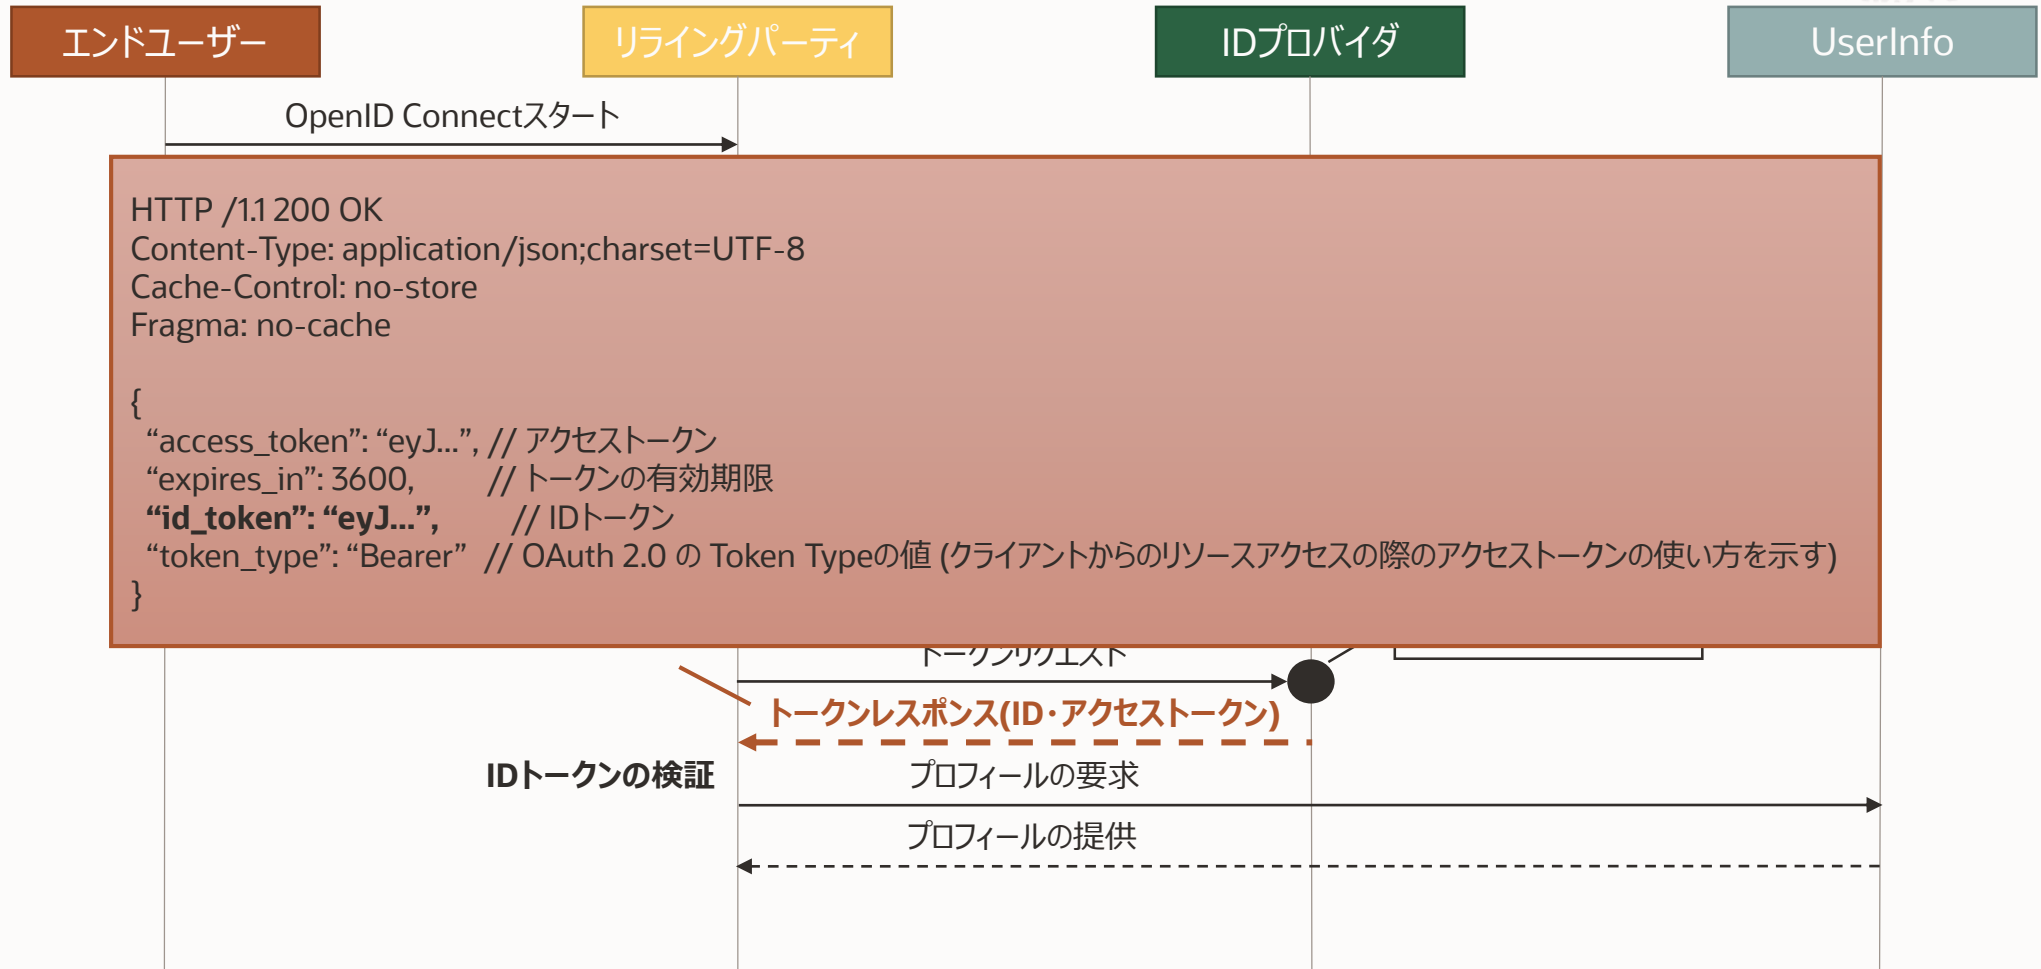 エンドユーザー
リライングパーティ
IDプロバイダ
UserInfo
OpenID Connectスタート
HTTP /1.1 200 OK
Content-Type: application/json;charset=UTF-8
Cache-Control: no-store
Fragma: no-cache
{
“access_token”: “eyJ...”, // アクセストークン
“expires_in”: 3600, // トークンの有効期限
“id_token”: “eyJ...”, // IDトークン
“token_type”: “Bearer” // OAuth 2.0 の Token Typeの値 (クライアントからのリソースアクセスの際のアクセストークンの使い方を示す)
}
トークンリクエスト
トークンレスポンス(ID・アクセストークン)
IDトークンの検証
プロフィールの要求
プロフィールの提供